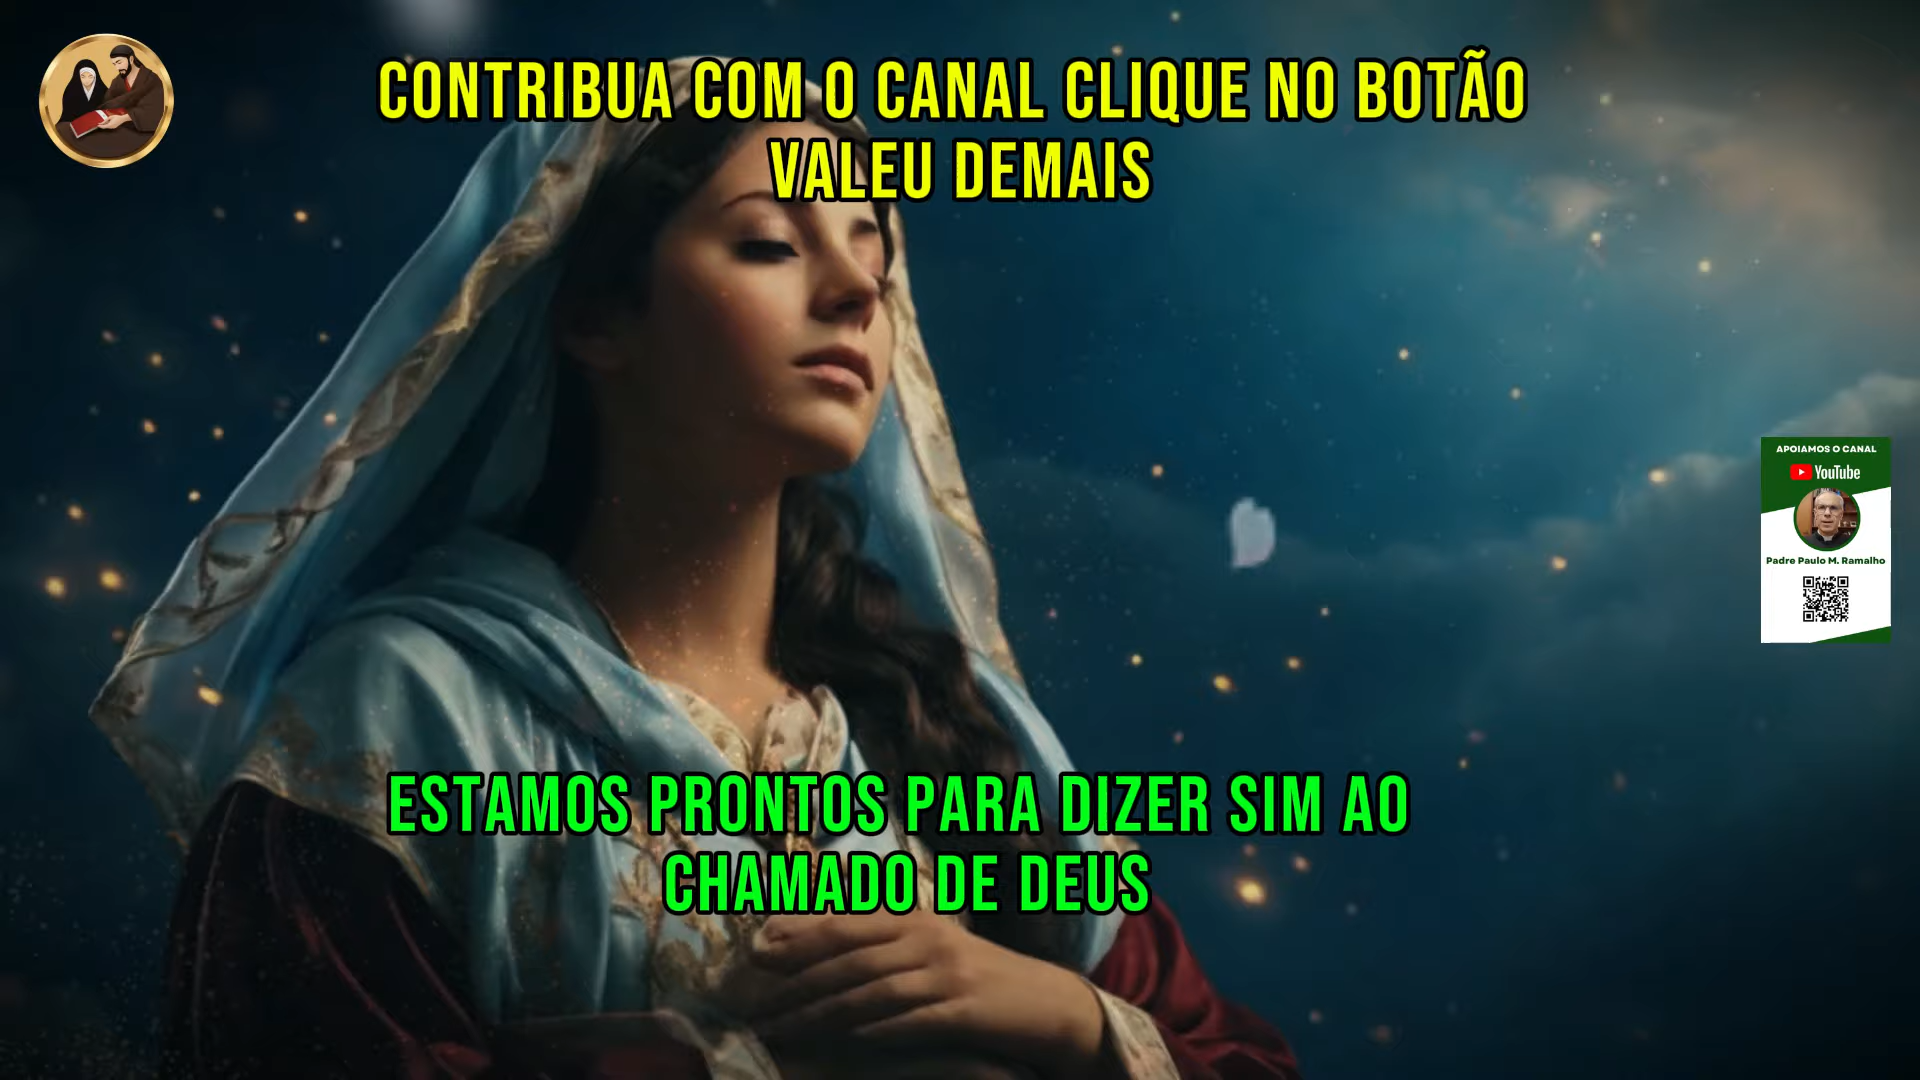 CONTRIBUA COM O CANAL CLIQUE NO BOTÃO
VALEU DEMAIS
APOIAMOS O CANAL
YouTube
Padre Paulo M. Ramalho
ESTAMOS PRONTOS PARA DIZER SIM AO
CHAMADO DE DEUS